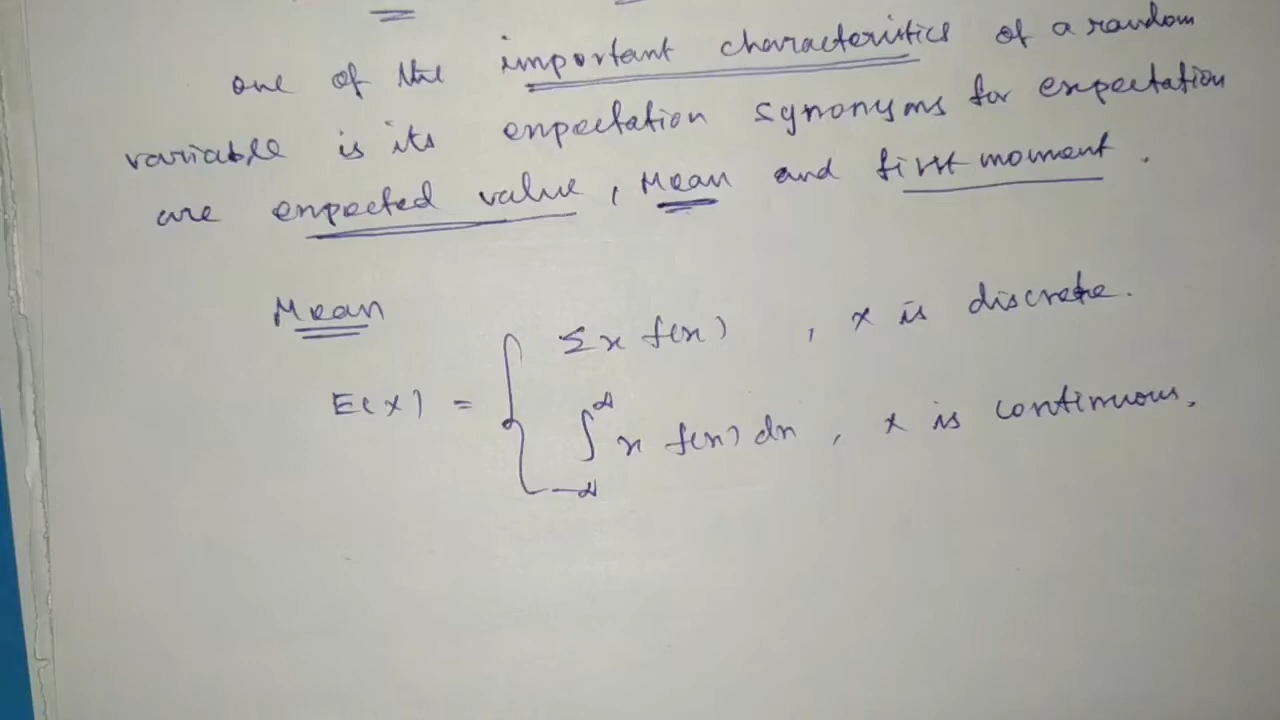 one of the important characteristics of a random
variable is its expectation synonyms for expectation
are expected value, Mean and first moment.
Mean
E(x) = { Σx f(x) , x is discrete.
∫_{-∞}^{∞} x f(x) dx , x is continuous.